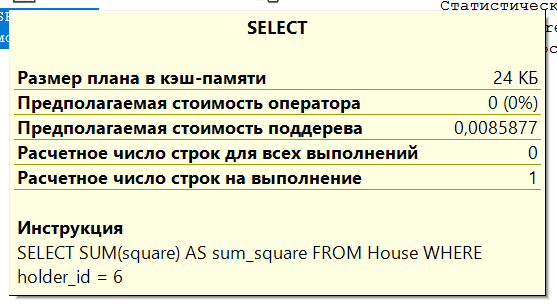 Статистическ
SELECT
Размер плана в кэш-памяти 24 КБ
Предполагаемая стоимость оператора 0 (0%)
Предполагаемая стоимость поддерева 0,0085877
Расчетное число строк для всех выполнений 0
Расчетное число строк на выполнение 1
Инструкция
SELECT SUM(square) AS sum_square FROM House WHERE
holder_id = 6